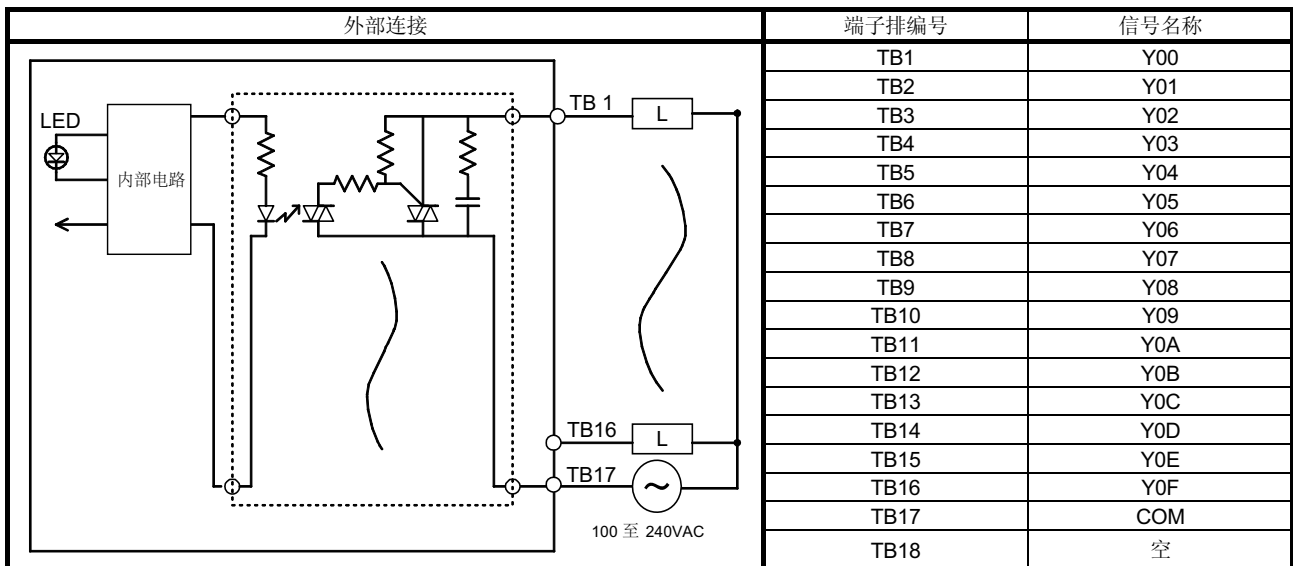 外部连接 端子排编号 信号名称
LED
内部电路
TB 1
L
TB16
L
TB17
100 至 240VAC
TB1 Y00
TB2 Y01
TB3 Y02
TB4 Y03
TB5 Y04
TB6 Y05
TB7 Y06
TB8 Y07
TB9 Y08
TB10 Y09
TB11 Y0A
TB12 Y0B
TB13 Y0C
TB14 Y0D
TB15 Y0E
TB16 Y0F
TB17 COM
TB18 空